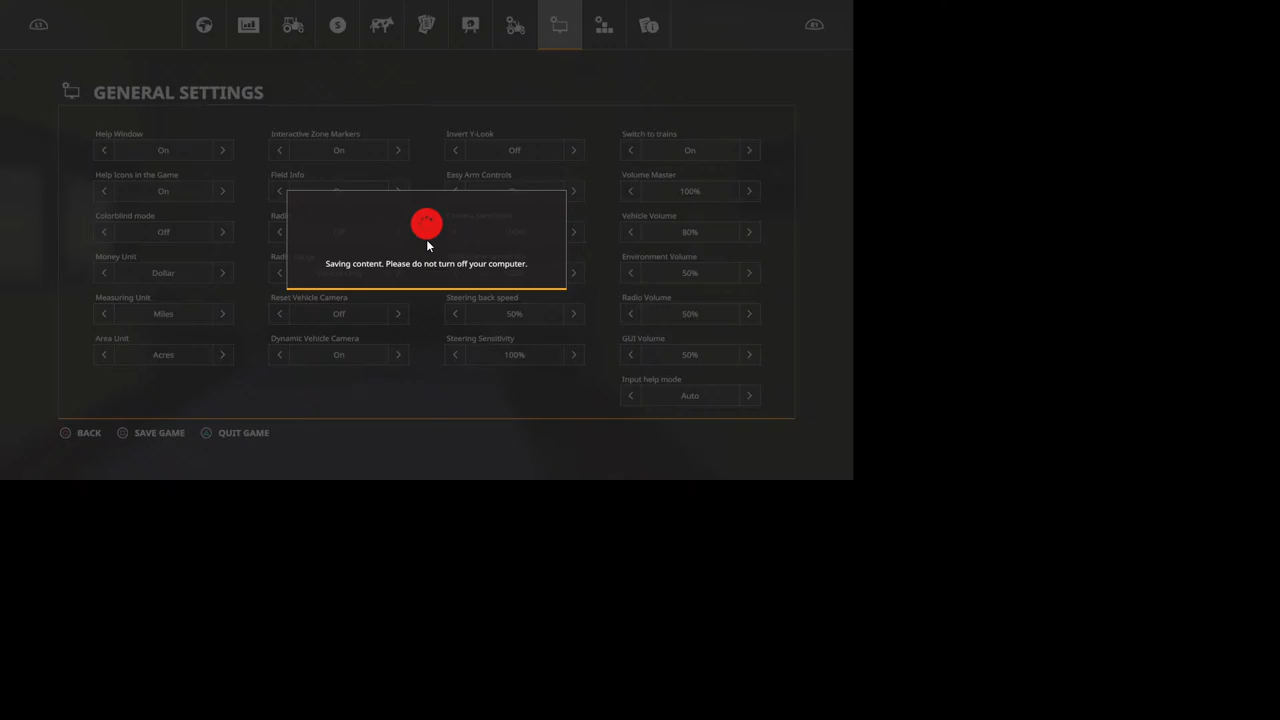 L1
R1
GENERAL SETTINGS
Help Window
On
Interactive Zone Markers
On
Invert Y-Look
Off
Switch to trains
On
Help Icons in the Game
On
Field Info
Easy Arm Controls
Volume Master
100%
Colorblind mode
Off
Vehicle Volume
80%
Saving content. Please do not turn off your computer.
Money Unit
Dollar
Environment Volume
50%
Measuring Unit
Miles
Reset Vehicle Camera
Off
Steering back speed
50%
Radio Volume
50%
Area Unit
Acres
Dynamic Vehicle Camera
On
Steering Sensitivity
100%
GUI Volume
50%
Input help mode
Auto
BACK
SAVE GAME
QUIT GAME